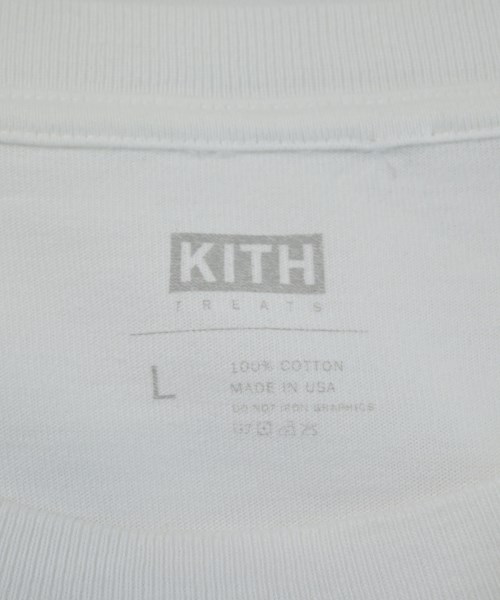 KITH
TREATS
L
100% COTTON
MADE IN USA
DO NOT IRON GRAPHICS